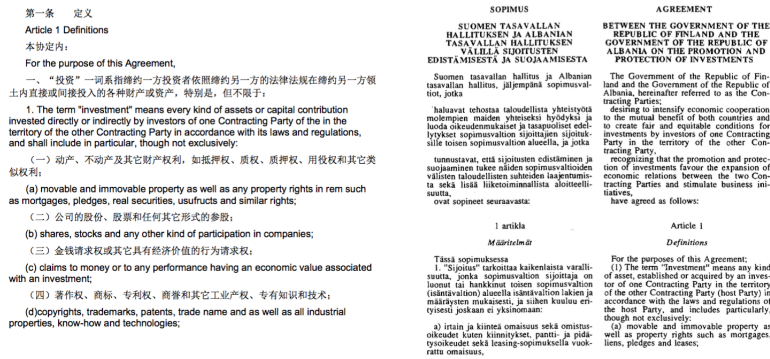 第一条 定义
Article 1 Definitions
本协定内:
For the purpose of this Agreement,
一、“投资”一词系指缔约一方投资者依照缔约另一方的法律法规在缔约另一方领
土内直接或间接投入的各种财产或资产，特别是，但不限于:
1. The term "investment" means every kind of assets or capital contribution
invested directly or indirectly by investors of one Contracting Party of the in the
territory of the other Contracting Party in accordance with its laws and regulations,
and shall include in particular, though not exclusively:
（一）动产、不动产及其它财产权利，如抵押权、质权、质押权、用役权和其它类
似权利;
(a) movable and immovable property as well as any property rights in rem such
as mortgages, pledges, real securities, usufructs and similar rights;
（二）公司的股份、股票和任何其它形式的参股;
(b) shares, stocks and any other kind of participation in companies;
（三）金钱请求权或其它具有经济价值的行为请求权;
(c) claims to money or to any performance having an economic value associated
with an investment;
（四）著作权、商标、专利权、商誉和其它工业产权、专有知识和技术;
(d)copyrights, trademarks, patents, trade name and as well as all industrial
properties, know-how and technologies;
SOPIMUS
SUOMEN TASAVALLAN
HALLITUKSEN JA ALBANIAN
TASAVALLAN HALLITUKSEN
VÄLILLÄ SIJOITUSTEN
EDISTÄMISESTÄ JA SUOJAAMISESTA
Suomen tasavallan hallitus ja Albanian
tasavallan hallitus, jäljempänä sopimusval-
tiot, jotka
haluavat tehostaa taloudellista yhteistyötä
molempien maiden yhteiseksi hyödyksi ja
luoda oikeudenmukaiset ja tasapuoliset edel-
lytykset sopimusvaltion sijoittajien sijoituk-
sille toisen sopimusvaltion alueella, ja jotka
tunnustavat, että sijoitusten edistäminen ja
suojaaminen tukee näiden sopimusvaltioiden
välisten taloudellisten suhteiden laajentumis-
ta sekä lisää liiketoiminnallista aloitteelli-
suutta,
ovat sopineet seuraavasta:
1 artikla
Määritelmät
Tässä sopimuksessa
1. "Sijoitus" tarkoittaa kaikenlaista varalli-
suutta, jonka sopimusvaltion sijoittaja on
luonut tai hankkinut toisen sopimusvaltion
(isäntävaltion) alueella isäntävaltion lakien ja
määräysten mukaisesti, ja siihen kuuluu eri-
tyisesti joskaan ei yksinomaan:
a) irtain ja kiinteä omaisuus sekä omistus-
oikeudet kuten kiinnitykset, pantti- ja pidä-
tysoikeudet sekä leasing-sopimuksella vuok-
rattu omaisuus,
AGREEMENT
BETWEEN THE GOVERNMENT OF THE
REPUBLIC OF FINLAND AND THE
GOVERNMENT OF THE REPUBLIC OF
ALBANIA ON THE PROMOTION AND
PROTECTION OF INVESTMENTS
The Government of the Republic of Fin-
land and the Government of the Republic of
Albania, hereinafter referred to as the Con-
tracting Parties;
desiring to intensify economic cooperation
to the mutual benefit of both countries and
to create fair and equitable conditions for
investments by investors of one Contracting
Party in the territory of the other Con-
tracting Party,
recognizing that the promotion and protec-
tion of investments favour the expansion of
economic relations between the two Con-
tracting Parties and stimulate business ini-
tiatives,
have agreed as follows:
Article 1
Definitions
For the purposes of this Agreement;
(1) The term "Investment" means any kind
of asset, established or acquired by an inves-
tor of one Contracting Party in the territory
of the other Contracting Party (host Party) in
accordance with the laws and regulations of
the host Party, and includes particularly,
though not exclusively:
(a) movable and immovable property as
well as property rights such as mortgages,
liens, pledges and leases;